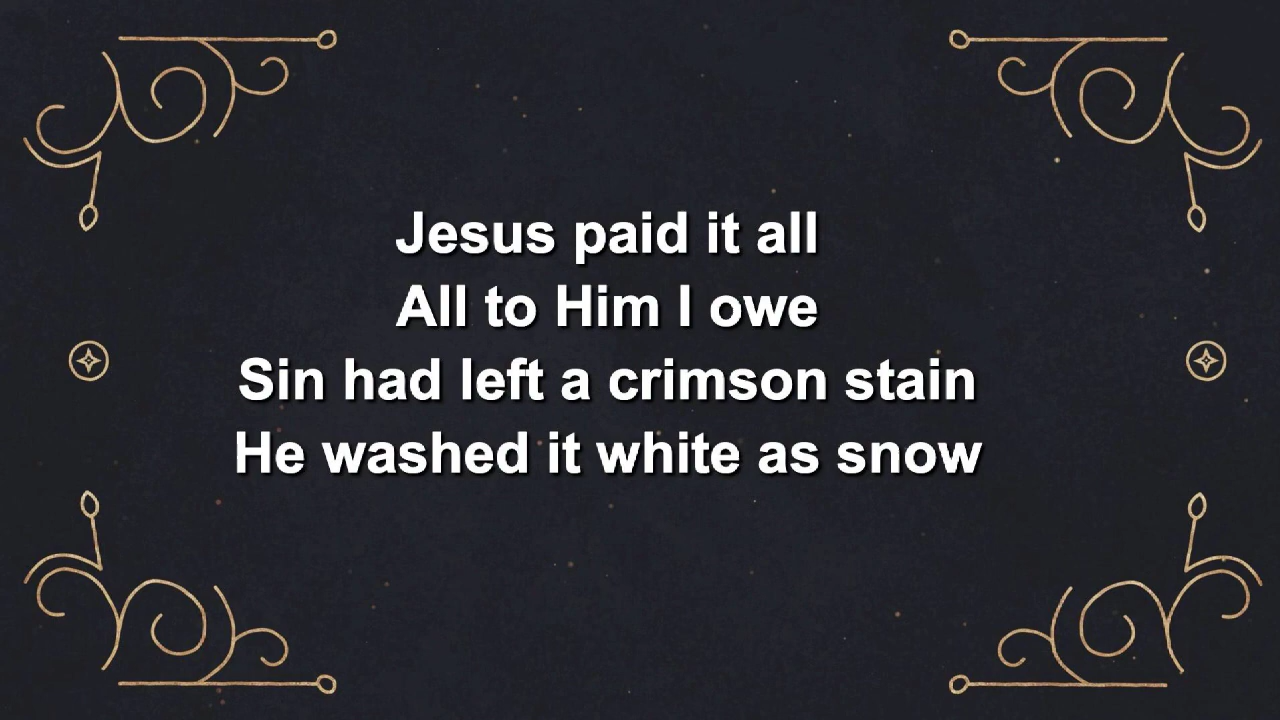 Jesus paid it all
All to Him I owe
Sin had left a crimson stain
He washed it white as snow